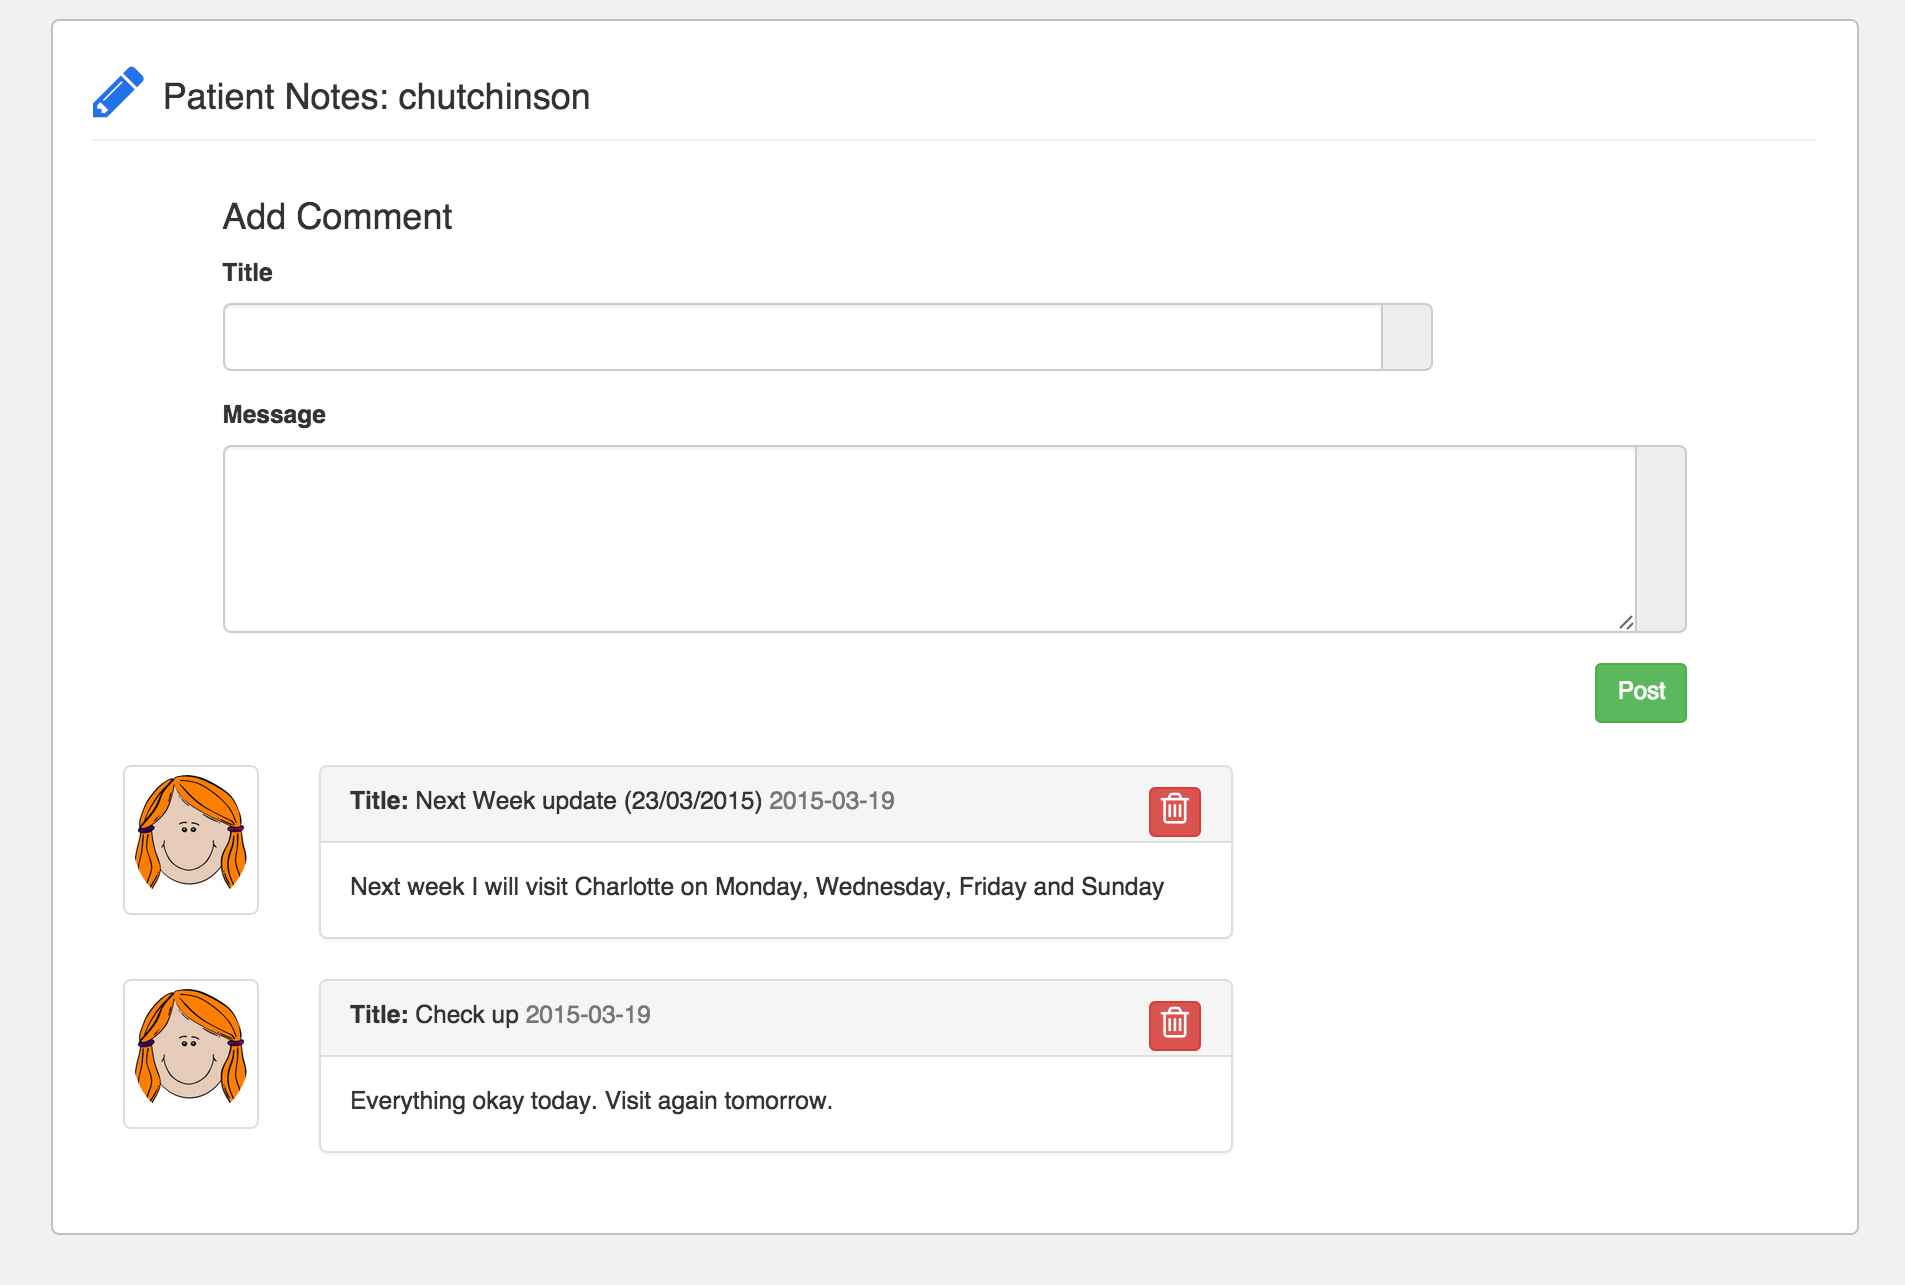 Patient Notes: chutchinson
Add Comment
Title
Message
Post
Title: Next Week update (23/03/2015) 2015-03-19
Next week I will visit Charlotte on Monday, Wednesday, Friday and Sunday
Title: Check up 2015-03-19
Everything okay today. Visit again tomorrow.